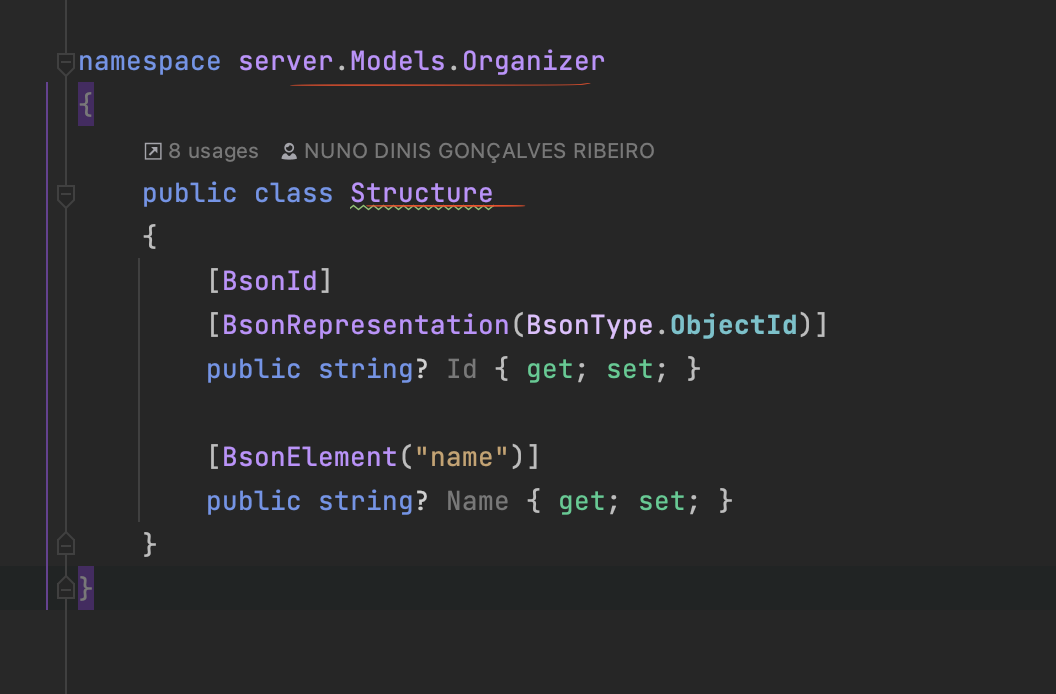 namespace server.Models.Organizer
{
8 usages NUNO DINIS GONÇALVES RIBEIRO
public class Structure
{
[BsonId]
[BsonRepresentation(BsonType.ObjectId)]
public string? Id { get; set; }
[BsonElement("name")]
public string? Name { get; set; }
}
}